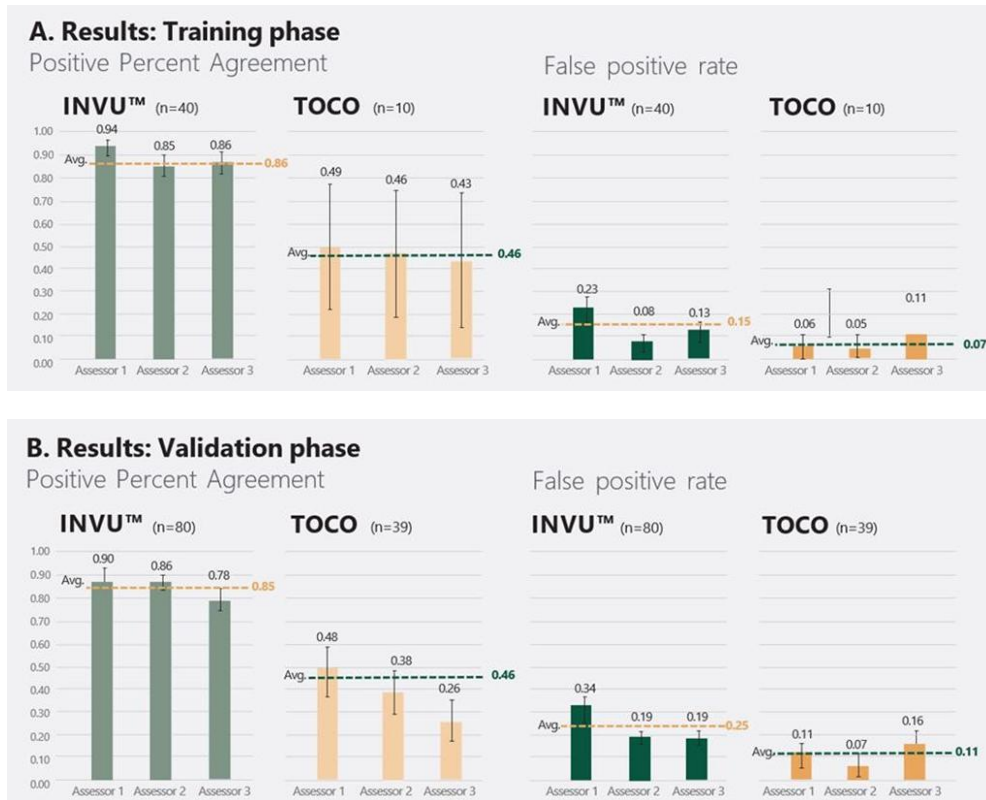 A. Results: Training phase
Positive Percent Agreement
False positive rate
INVU™ (n=40)
TOCO (n=10)
INVU™ (n=40)
TOCO (n=10)
1.00
0.90
0.80
0.70
0.60
0.50
0.40
0.30
0.20
0.10
0.00
Avg.
0.94
0.85
0.86
0.86
Assessor 1 Assessor 2 Assessor 3
Avg.
0.49
0.46
0.43
0.46
Assessor 1 Assessor 2 Assessor 3
Avg.
0.23
0.08
0.13
0.15
Assessor 1 Assessor 2 Assessor 3
Avg.
0.06
0.05
0.11
0.07
Assessor 1 Assessor 2 Assessor 3
B. Results: Validation phase
Positive Percent Agreement
False positive rate
INVU™ (n=80)
TOCO (n=39)
INVU™ (n=80)
TOCO (n=39)
1.00
0.90
0.80
0.70
0.60
0.50
0.40
0.30
0.20
0.10
0.00
Avg.
0.90
0.86
0.78
0.85
Assessor 1 Assessor 2 Assessor 3
Avg.
0.48
0.38
0.26
0.46
Assessor 1 Assessor 2 Assessor 3
Avg.
0.34
0.19
0.19
0.25
Assessor 1 Assessor 2 Assessor 3
Avg.
0.11
0.07
0.16
0.11
Assessor 1 Assessor 2 Assessor 3